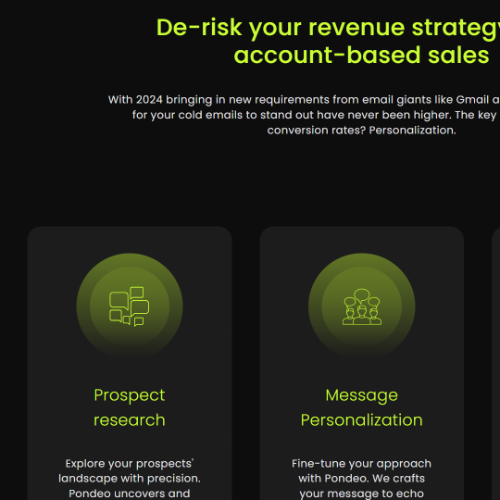 De-risk your revenue strategy
account-based sales
With 2024 bringing in new requirements from email giants like Gmail a
for your cold emails to stand out have never been higher. The key
conversion rates? Personalization.
Prospect
research
Message
Personalization
Explore your prospects'
landscape with precision.
Pondeo uncovers and
Fine-tune your approach
with Pondeo. We crafts
your message to echo